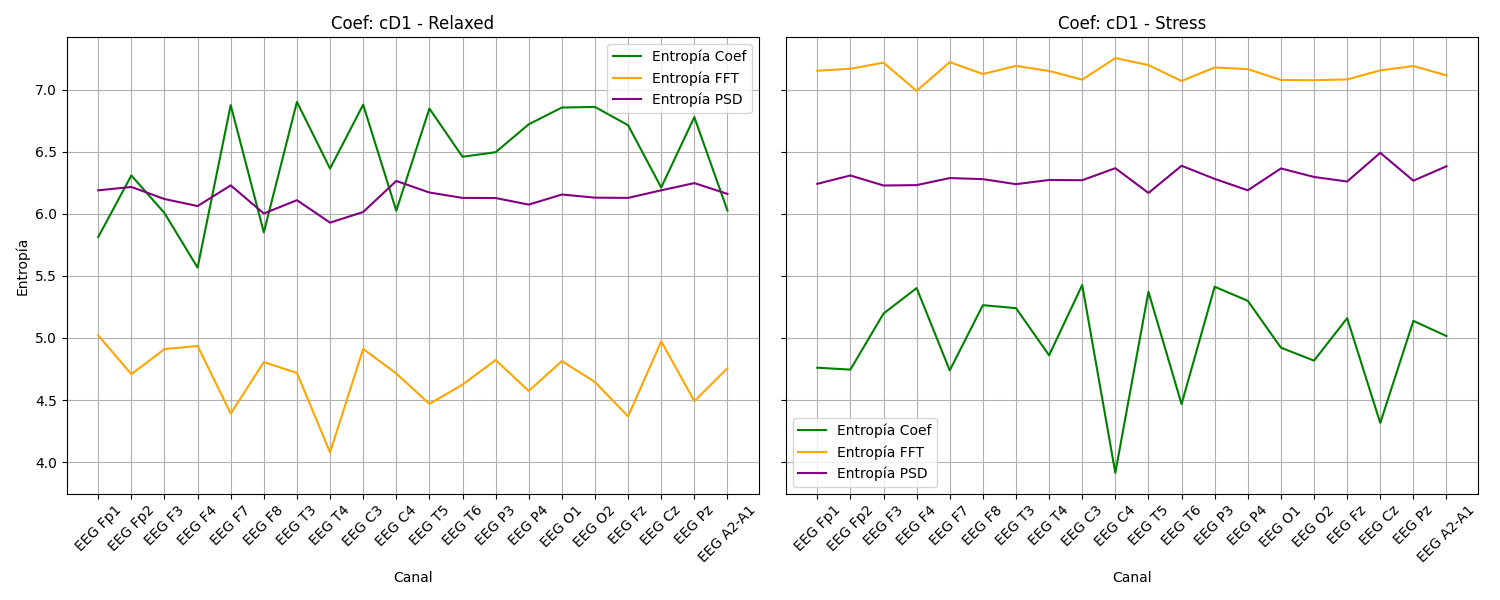 Coef: cD1 - Relaxed
Entropía
7.0
6.5
6.0
5.5
5.0
4.5
4.0
Entropía Coef
Entropía FFT
Entropía PSD
EEG Fp1
EEG Fp2
EEG F3
EEG F4
EEG F7
EEG F8
EEG T3
EEG T4
EEG C3
EEG C4
EEG T5
EEG T6
EEG P3
EEG P4
EEG O1
EEG O2
EEG Fz
EEG Cz
EEG Pz
EEG A2-A1
Canal
Coef: cD1 - Stress
Entropía Coef
Entropía FFT
Entropía PSD
EEG Fp1
EEG Fp2
EEG F3
EEG F4
EEG F7
EEG F8
EEG T3
EEG T4
EEG C3
EEG C4
EEG T5
EEG T6
EEG P3
EEG P4
EEG O1
EEG O2
EEG Fz
EEG Cz
EEG Pz
EEG A2-A1
Canal